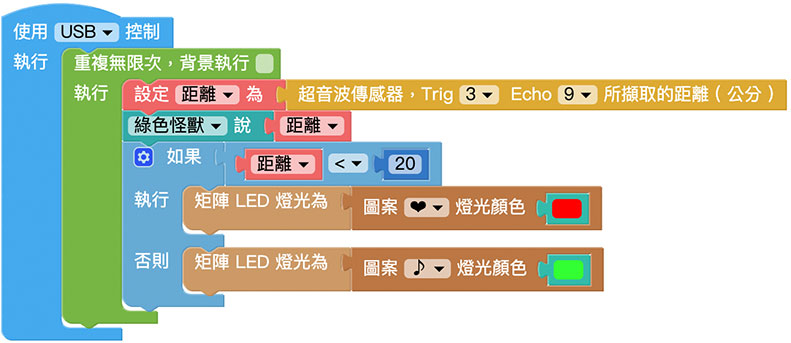 使用 USB 控制
執行 重複無限次，背景執行
執行 設定 距離 為 超音波傳感器，Trig 3 Echo 9 所擷取的距離（公分）
綠色怪獸 說 距離
如果 距離 < 20
執行 矩陣 LED 燈光為 圖案 ❤ 燈光顏色
否則 矩陣 LED 燈光為 圖案 ♪ 燈光顏色